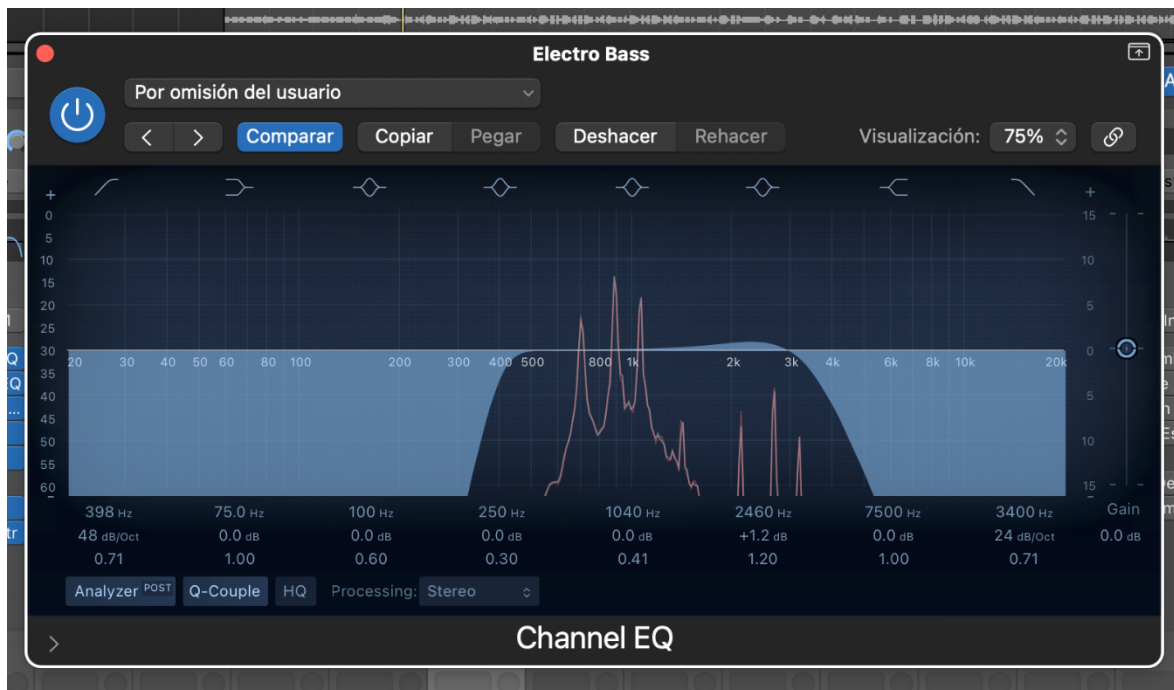 Electro Bass
Por omisión del usuario
Comparar Copiar Pegar Deshacer Rehacer Visualización: 75%
+ +
0 15
5
10 10
15
20 5
25
30 20 30 40 50 60 80 100 200 300 400 500 800 1k 2k 3k 4k 6k 8k 10k 20k 0
35
40 5
45
50 10
55
60 15
- -
398 Hz 75.0 Hz 100 Hz 250 Hz 1040 Hz 2460 Hz 7500 Hz 3400 Hz Gain
48 dB/Oct 0.0 dB 0.0 dB 0.0 dB 0.0 dB +1.2 dB 0.0 dB 24 dB/Oct 0.0 dB
0.71 1.00 0.60 0.30 0.41 1.20 1.00 0.71
Analyzer POST Q-Couple HQ Processing: Stereo
Channel EQ